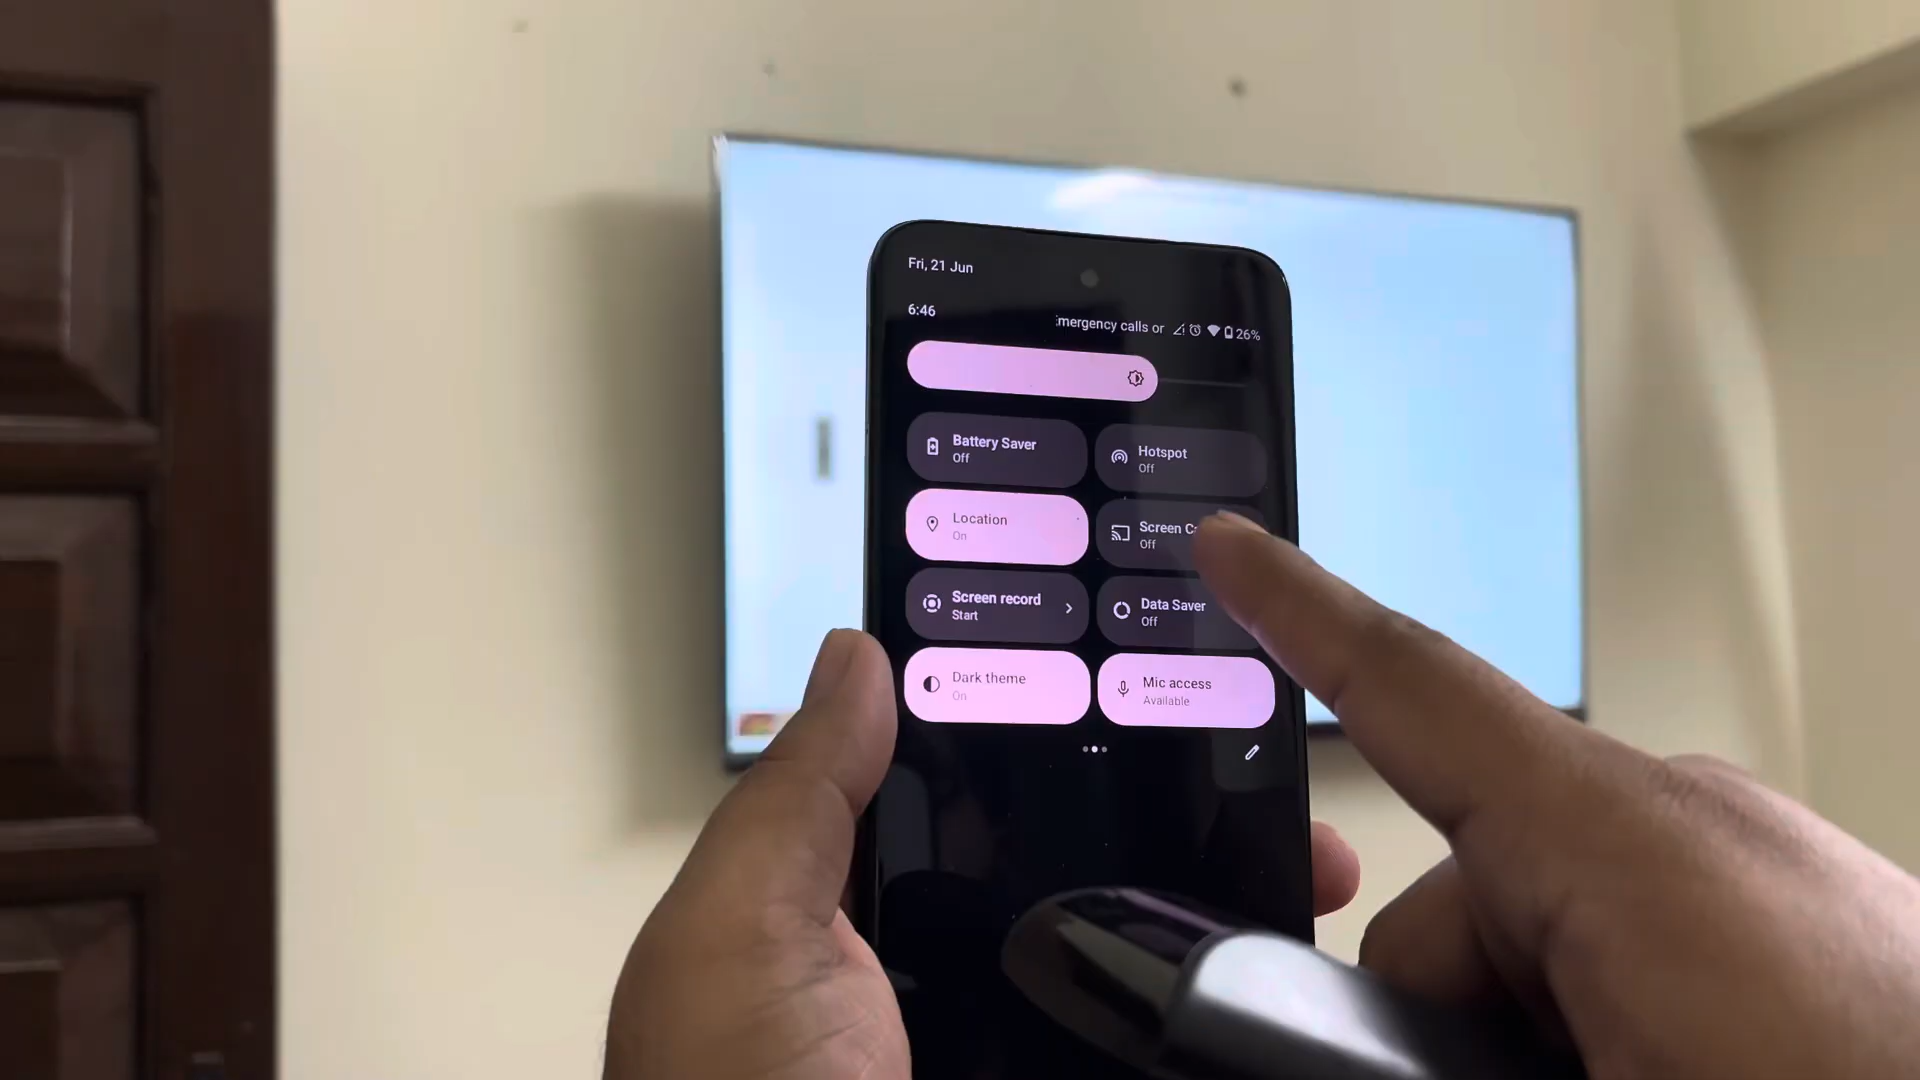 Fri, 21 Jun
6:46
mergency calls or
26%
Battery Saver
Off
Hotspot
Off
Location
On
Screen
Off
Screen record
Start
Data Saver
Off
Dark theme
On
Mic access
Available